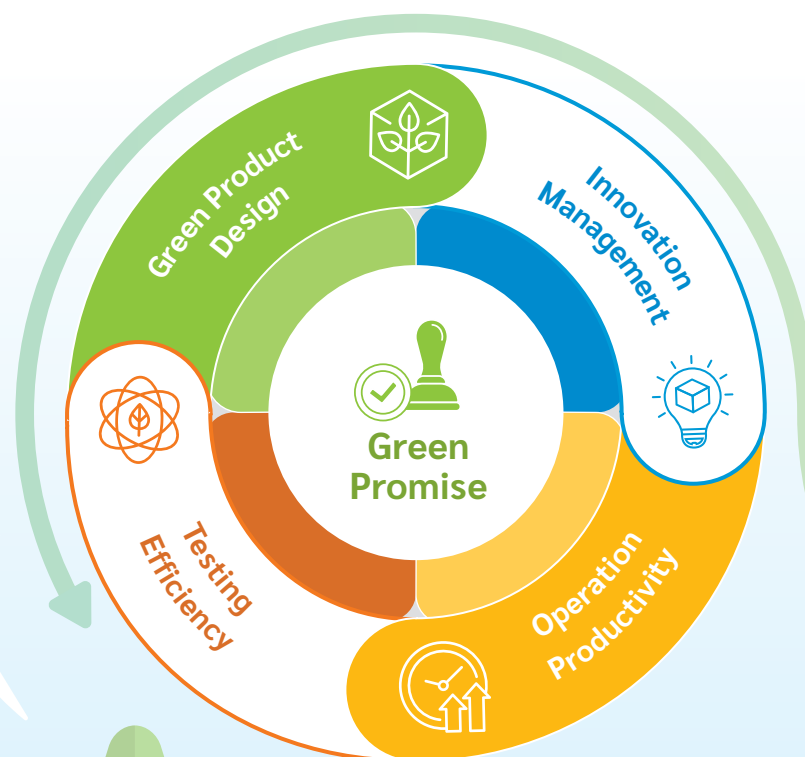 Green Product
Design
Innovation
Management
Green
Promise
Testing
Efficiency
Operation
Productivity